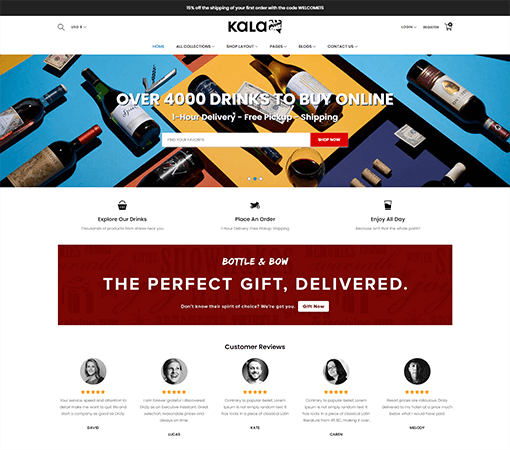 15% off the shipping of your first order with the code WELCOME15
USD $
KALA
LOGIN
REGISTER
0
HOME
ALL COLLECTIONS
SHOP LAYOUT
PAGES
BLOGS
CONTACT US
OVER 4000 DRINKS TO BUY ONLINE
1-Hour Delivery - Free Pickup - Shipping
FIND YOUR FAVORITE
SHOP NOW
Explore Our Drinks
Place An Order
Enjoy All Day
Thousands of products from stores near you.
1-Hour Delivery. Free Pickup. Shipping.
Because isn't that the whole point?
BOTTLE & BOW
THE PERFECT GIFT, DELIVERED.
Don't know their spirit of choice? We're got you.
Gift Now
Customer Reviews
Your service, speed and attention to
detail make me want to quit life and
start a company as good as Drizly
DAVID
I am forever grateful I discovered
Drizly as an Executive Assistant. Great
selection, reasonable prices and
always on time
LUCAS
Contrary to popular belief, Lorem
Ipsum is not simply random text. It
has roots in a piece of classical Latin
KATE
Contrary to popular belief, Lorem
Ipsum is not simply random text. It
has roots in a piece of classical Latin
literature from 45 BC, making it over...
CAREN
Resort prices are ridiculous. Drizly
delivered to my hotel at a price much
below what I would have paid
MELODY